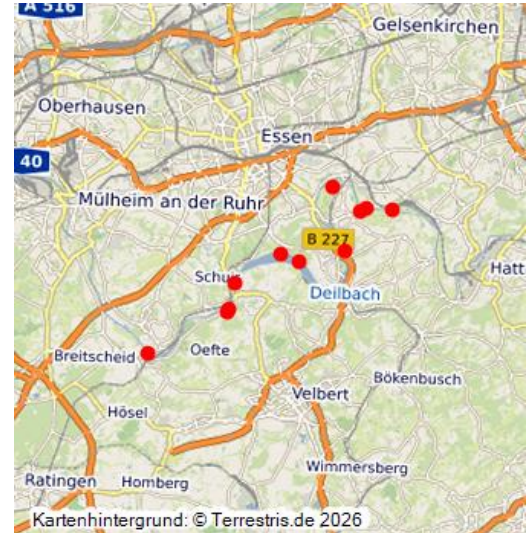 A 516
Gelsenkirchen
Oberhausen
Essen
40
Mülheim an der Ruhr
B 227
Schuir
Hatt
Deilbach
Breitscheid
Oefte
Bökenbusch
Velbert
Hösel
Wimmersberg
Ratingen
Homberg
Kartenhintergrund: © Terrestris.de 2026